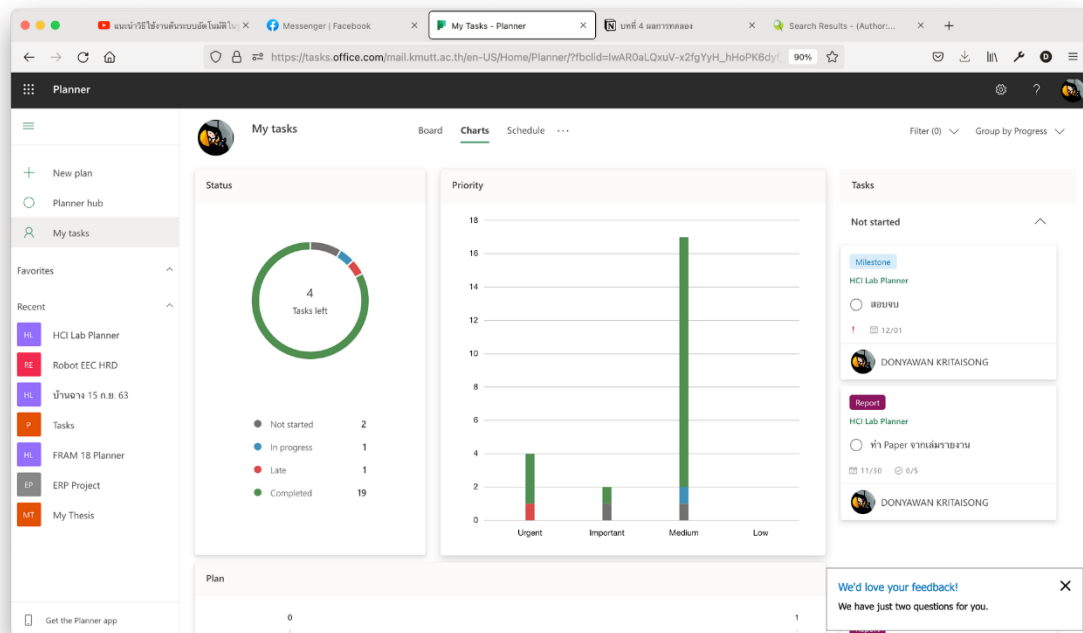 แนะนำวิธีใช้งานต้นระบบอัตโนมัติใน
Messenger | Facebook
My Tasks - Planner
บทที่ 4 ผลการทดลอง
Search Results - (Author:...
https://tasks.office.com/mail.kmutt.ac.th/en-US/Home/Planner/?fbclid=IwAR0aLQxuV-x2fgYyH_hHoPK6dyf
90%
Planner
My tasks
Board Charts Schedule ...
Filter (0)
Group by Progress
New plan
Planner hub
My tasks
Favorites
Recent
HL HCI Lab Planner
RE Robot EEC HRD
HL บ้านฉาง 15 ก.ย. 63
P Tasks
HL FRAM 18 Planner
EP ERP Project
MT My Thesis
Get the Planner app
Status
4
Tasks left
Not started 2
In progress 1
Late 1
Completed 19
Priority
18
16
14
12
10
8
6
4
2
0
Urgent Important Medium Low
Plan
0 1
Tasks
Not started
Milestone
HCI Lab Planner
สอบจบ
! 12/01
DONYAWAN KRITAISONG
Report
HCI Lab Planner
ทำ Paper จากเล่มรายงาน
11/30 0/5
DONYAWAN KRITAISONG
We'd love your feedback!
We have just two questions for you.